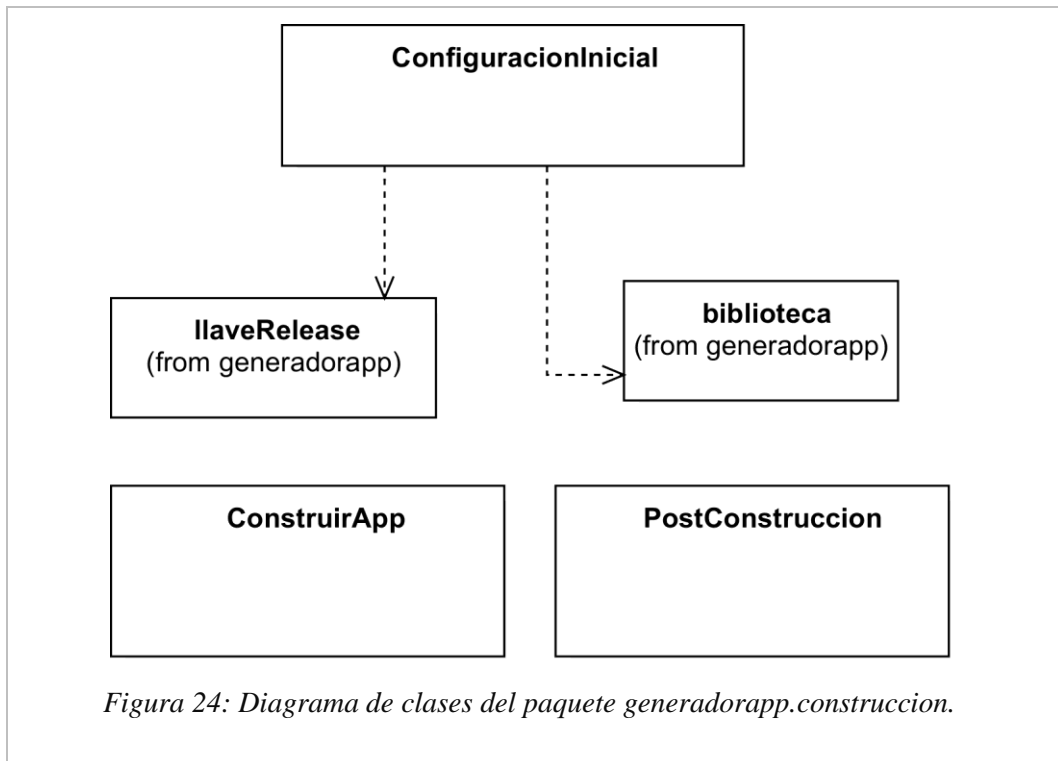 ConfiguracionInicial
llaveRelease
(from generadorapp)
biblioteca
(from generadorapp)
ConstruirApp
PostConstruccion
Figura 24: Diagrama de clases del paquete generadorapp.construccion.